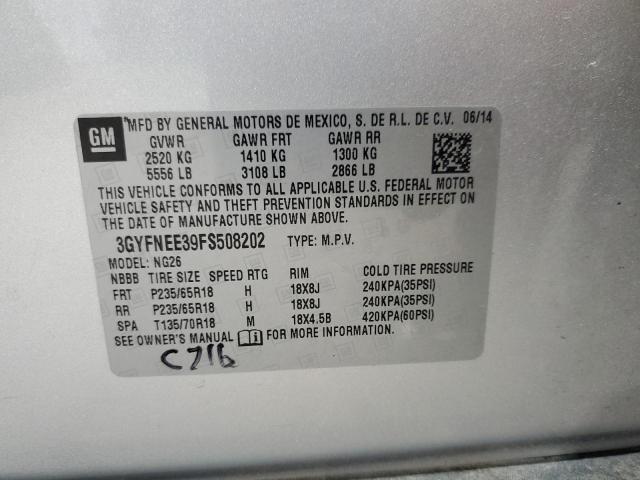 GM
MFD BY GENERAL MOTORS DE MEXICO, S. DE R.L. DE C.V. 06/14
GVWR GAWR FRT GAWR RR
2520 KG 1410 KG 1300 KG
5556 LB 3108 LB 2866 LB
THIS VEHICLE CONFORMS TO ALL APPLICABLE U.S. FEDERAL MOTOR
VEHICLE SAFETY AND THEFT PREVENTION STANDARDS IN EFFECT ON
THE DATE OF MANUFACTURE SHOWN ABOVE.
3GYFNEE39FS508202 TYPE: M.P.V.
MODEL: NG26
NBBB TIRE SIZE SPEED RTG RIM COLD TIRE PRESSURE
FRT P235/65R18 H 18X8J 240KPA(35PSI)
RR P235/65R18 H 18X8J 240KPA(35PSI)
SPA T135/70R18 M 18X4.5B 420KPA(60PSI)
SEE OWNER'S MANUAL FOR MORE INFORMATION.
C716